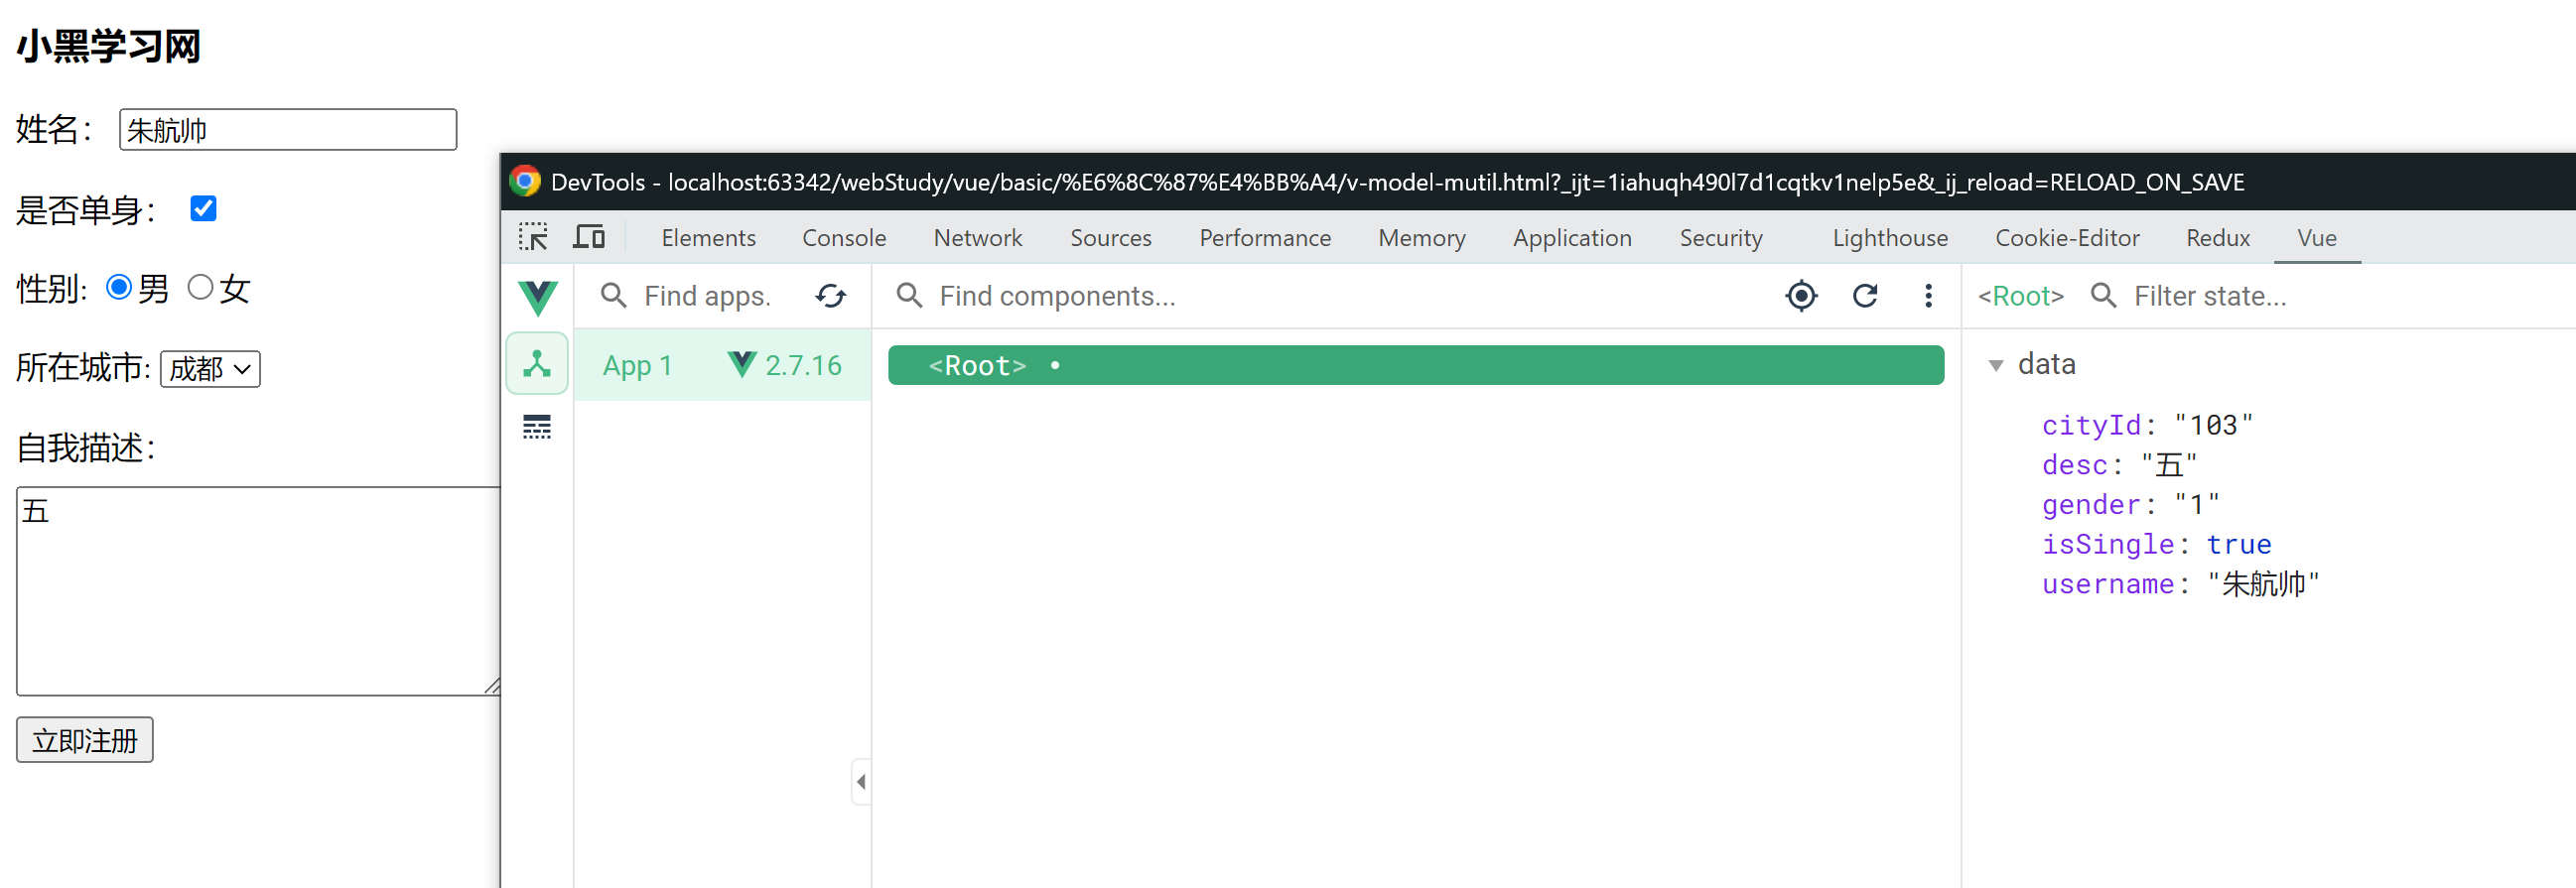 小黑学习网
姓名： 朱航帅
是否单身：
性别: 男 女
所在城市: 成都
自我描述：
五
立即注册
DevTools - localhost:63342/webStudy/vue/basic/%E6%8C%87%E4%BB%A4/v-model-mutil.html?_ijt=1iahuqh490l7d1cqtkv1nelp5e&_ij_reload=RELOAD_ON_SAVE
Elements Console Network Sources Performance Memory Application Security Lighthouse Cookie-Editor Redux Vue
Find apps. Find components... <Root> Filter state...
App 1 2.7.16
<Root>
data
cityId: "103"
desc: "五"
gender: "1"
isSingle: true
username: "朱航帅"